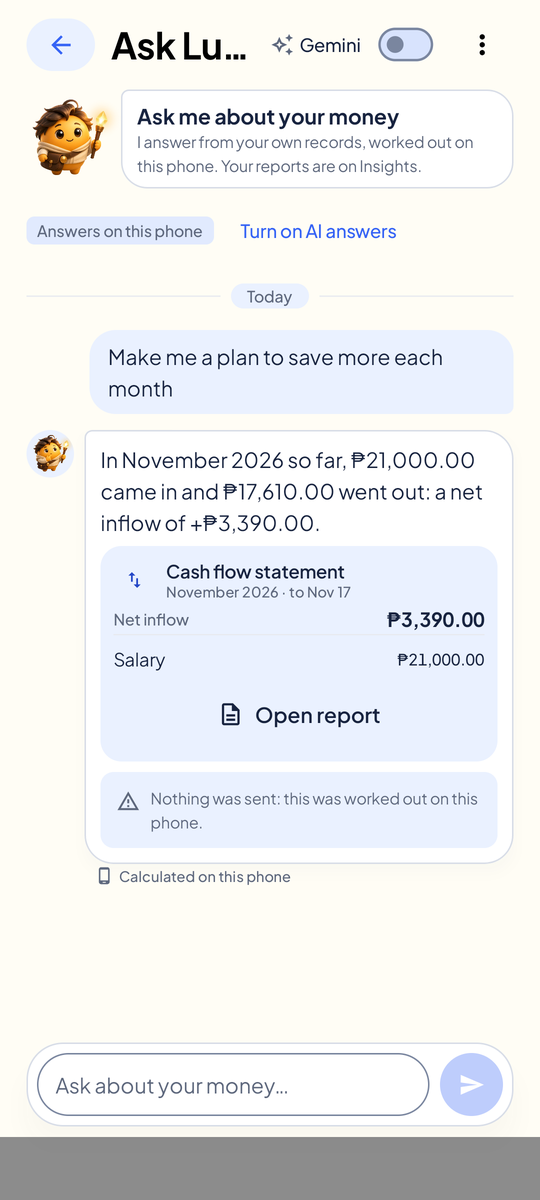 Ask Lu...
Gemini
Ask me about your money
I answer from your own records, worked out on
this phone. Your reports are on Insights.
Answers on this phone
Turn on AI answers
Today
Make me a plan to save more each
month
In November 2026 so far, ₱21,000.00
came in and ₱17,610.00 went out: a net
inflow of +₱3,390.00.
Cash flow statement
November 2026 · to Nov 17
Net inflow
₱3,390.00
Salary
₱21,000.00
Open report
Nothing was sent: this was worked out on this
phone.
Calculated on this phone
Ask about your money...